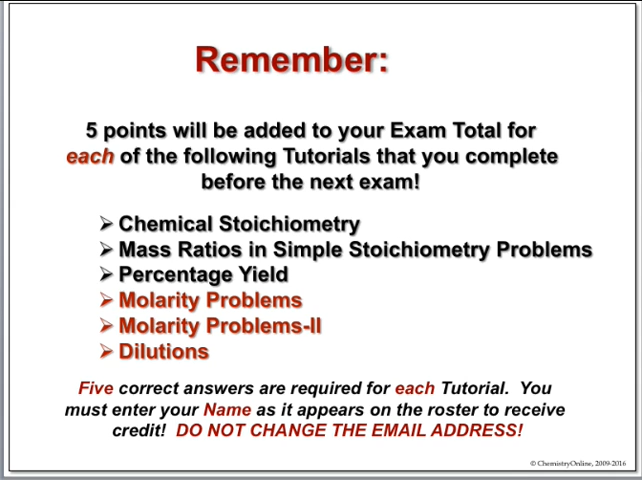 Remember:
5 points will be added to your Exam Total for
each of the following Tutorials that you complete
before the next exam!
➢ Chemical Stoichiometry
➢ Mass Ratios in Simple Stoichiometry Problems
➢ Percentage Yield
➢ Molarity Problems
➢ Molarity Problems-II
➢ Dilutions
Five correct answers are required for each Tutorial. You
must enter your Name as it appears on the roster to receive
credit! DO NOT CHANGE THE EMAIL ADDRESS!
© ChemistryOnline, 2009-2016